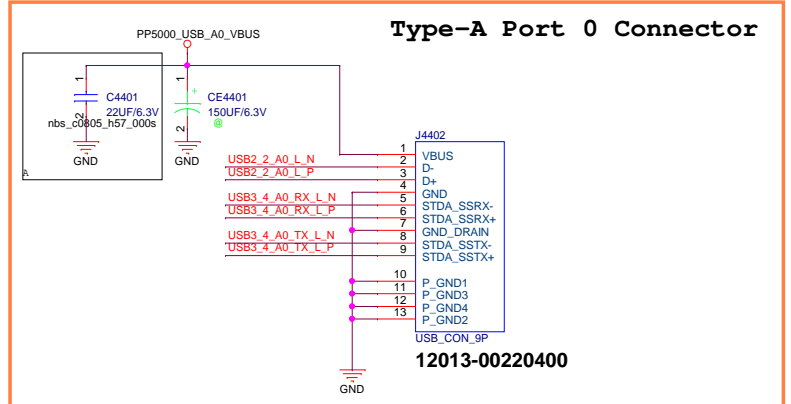 Type-A Port 0 Connector
PP5000_USB_A0_VBUS
1
C4401
22UF/6.3V
2
nbs_c0805_h57_000s
GND
A
1
+
CE4401
150UF/6.3V
@
2
GND
J4402
1 VBUS
USB2_2_A0_L_N 2 D-
USB2_2_A0_L_P 3 D+
4 GND
USB3_4_A0_RX_L_N 5 STDA_SSRX-
USB3_4_A0_RX_L_P 6 STDA_SSRX+
7 GND_DRAIN
USB3_4_A0_TX_L_N 8 STDA_SSTX-
USB3_4_A0_TX_L_P 9 STDA_SSTX+
10 P_GND1
11 P_GND3
12 P_GND4
13 P_GND2
USB_CON_9P
12013-00220400
GND